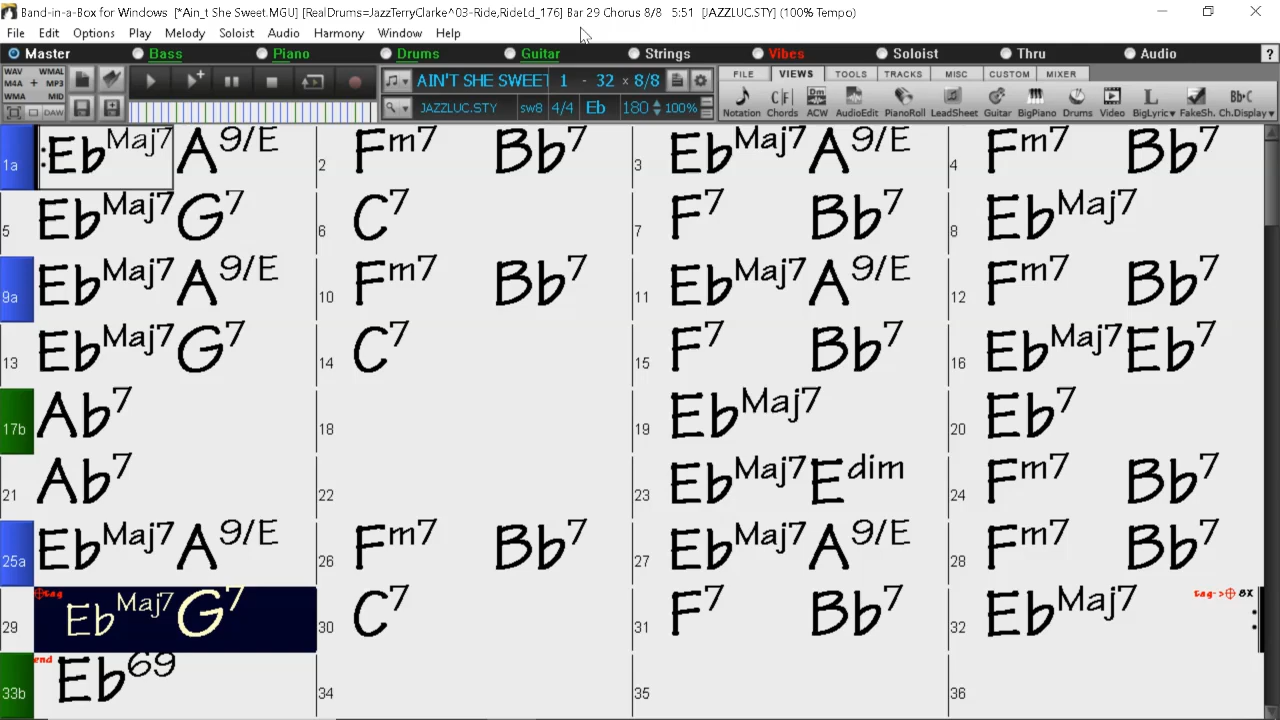 Band-in-a-Box for Windows [*Ain_t She Sweet.MGU] [RealDrums=JazzTerryClarke^03-Ride,RideLd_176] Bar 29 Chorus 8/8 5:51 [JAZZLUC.STY] (100% Tempo)
File Edit Options Play Melody Soloist Audio Harmony Window Help
Master Bass Piano Drums Guitar Strings Vibes Soloist Thru Audio ?
WAV WMAL
M4A + MP3
WMA MID
DAW
AIN'T SHE SWEET 1 - 32 x 8/8
JAZZLUC.STY sw8 4/4 Eb 180 100%
FILE VIEWS TOOLS TRACKS MISC CUSTOM MIXER
Notation Chords ACW AudioEdit PianoRoll LeadSheet Guitar BigPiano Drums Video BigLyric FakeSh. Ch.Display
1a EbMaj7 A9/E 2 Fm7 Bb7 3 EbMaj7 A9/E 4 Fm7 Bb7
5 EbMaj7 G7 6 C7 7 F7 Bb7 8 EbMaj7
9a EbMaj7 A9/E 10 Fm7 Bb7 11 EbMaj7 A9/E 12 Fm7 Bb7
13 EbMaj7 G7 14 C7 15 F7 Bb7 16 EbMaj7 Eb7
17b Ab7 18 19 EbMaj7 20 Eb7
21 Ab7 22 23 EbMaj7 Edim 24 Fm7 Bb7
25a EbMaj7 A9/E 26 Fm7 Bb7 27 EbMaj7 A9/E 28 Fm7 Bb7
tag tag-> 8X
29 EbMaj7 G7 30 C7 31 F7 Bb7 32 EbMaj7
end
33b Eb69 34 35 36